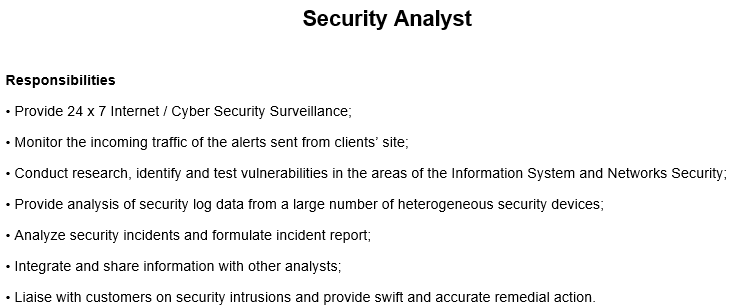 Security Analyst
Responsibilities
• Provide 24 x 7 Internet / Cyber Security Surveillance;
• Monitor the incoming traffic of the alerts sent from clients’ site;
• Conduct research, identify and test vulnerabilities in the areas of the Information System and Networks Security;
• Provide analysis of security log data from a large number of heterogeneous security devices;
• Analyze security incidents and formulate incident report;
• Integrate and share information with other analysts;
• Liaise with customers on security intrusions and provide swift and accurate remedial action.